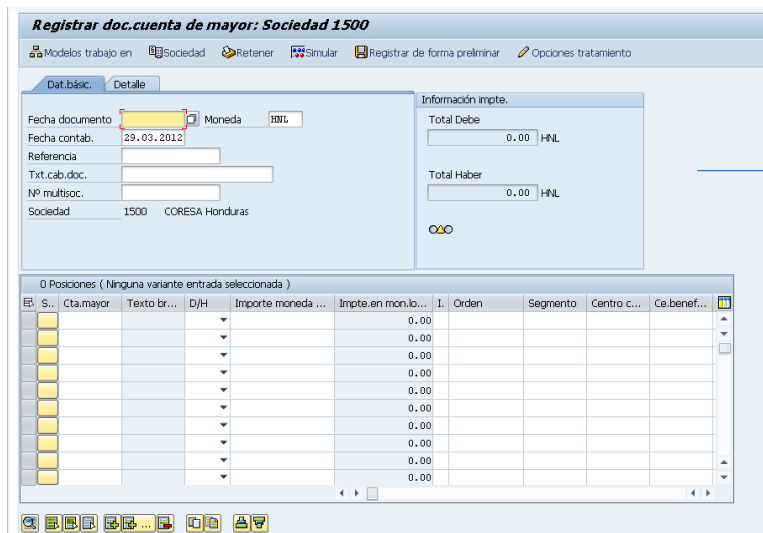 Registrar doc.cuenta de mayor: Sociedad 1500
Modelos trabajo en Sociedad Retener Simular Registrar de forma preliminar Opciones tratamiento
Dat.básic. Detalle
Fecha documento Moneda HNL
Fecha contab. 29.03.2012
Referencia
Txt.cab.doc.
Nº multisoc.
Sociedad 1500 CORESA Honduras
Información impte.
Total Debe
0.00 HNL
Total Haber
0.00 HNL
0 Posiciones ( Ninguna variante entrada seleccionada )
S.. Cta.mayor Texto br... D/H Importe moneda ... Impte.en mon.lo... I. Orden Segmento Centro c... Ce.benef...
0.00
0.00
0.00
0.00
0.00
0.00
0.00
0.00
0.00
0.00